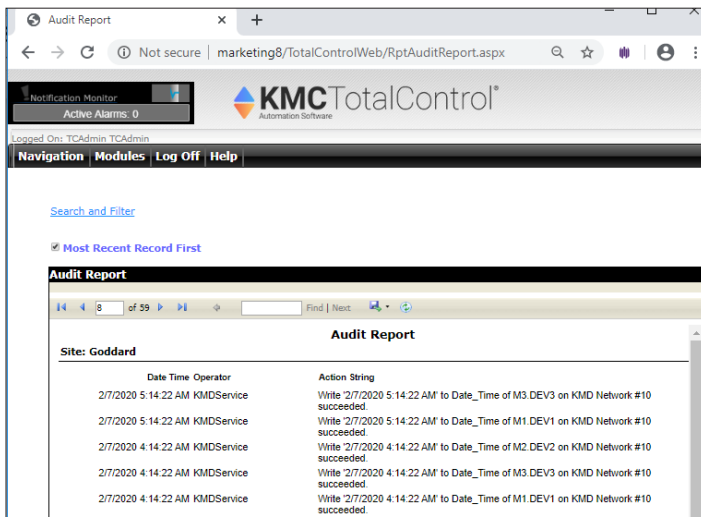 Audit Report
Not secure | marketing8/TotalControlWeb/RptAuditReport.aspx
Notification Monitor
Active Alarms: 0
KMCTotalControl®
Automation Software
Logged On: TCAdmin TCAdmin
Navigation | Modules | Log Off | Help
Search and Filter
Most Recent Record First
Audit Report
8 of 59 Find | Next
Audit Report
Site: Goddard
Date Time Operator Action String
2/7/2020 5:14:22 AM KMDService Write '2/7/2020 5:14:22 AM' to Date_Time of M3.DEV3 on KMD Network #10
succeeded.
2/7/2020 5:14:22 AM KMDService Write '2/7/2020 5:14:22 AM' to Date_Time of M1.DEV1 on KMD Network #10
succeeded.
2/7/2020 4:14:22 AM KMDService Write '2/7/2020 4:14:22 AM' to Date_Time of M2.DEV2 on KMD Network #10
succeeded.
2/7/2020 4:14:22 AM KMDService Write '2/7/2020 4:14:22 AM' to Date_Time of M3.DEV3 on KMD Network #10
succeeded.
2/7/2020 4:14:22 AM KMDService Write '2/7/2020 4:14:22 AM' to Date_Time of M1.DEV1 on KMD Network #10
succeeded.